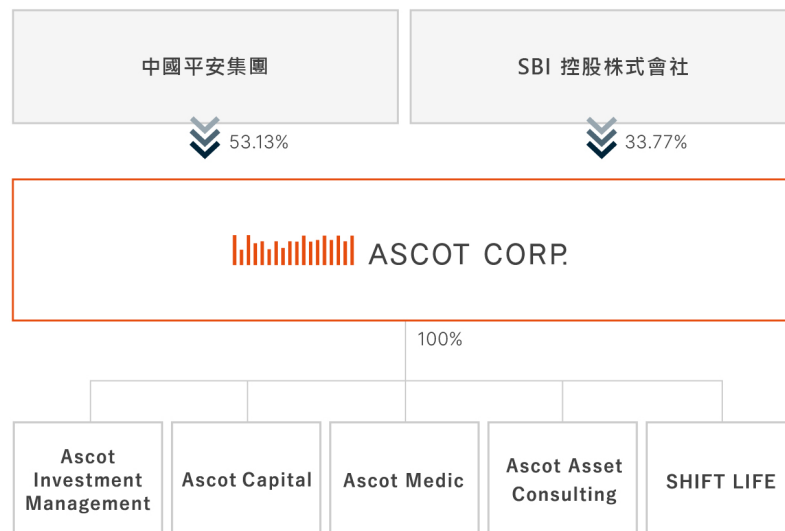 中國平安集團
SBI 控股株式會社
53.13%
33.77%
ASCOT CORP.
100%
Ascot
Investment
Management
Ascot Capital
Ascot Medic
Ascot Asset
Consulting
SHIFT LIFE